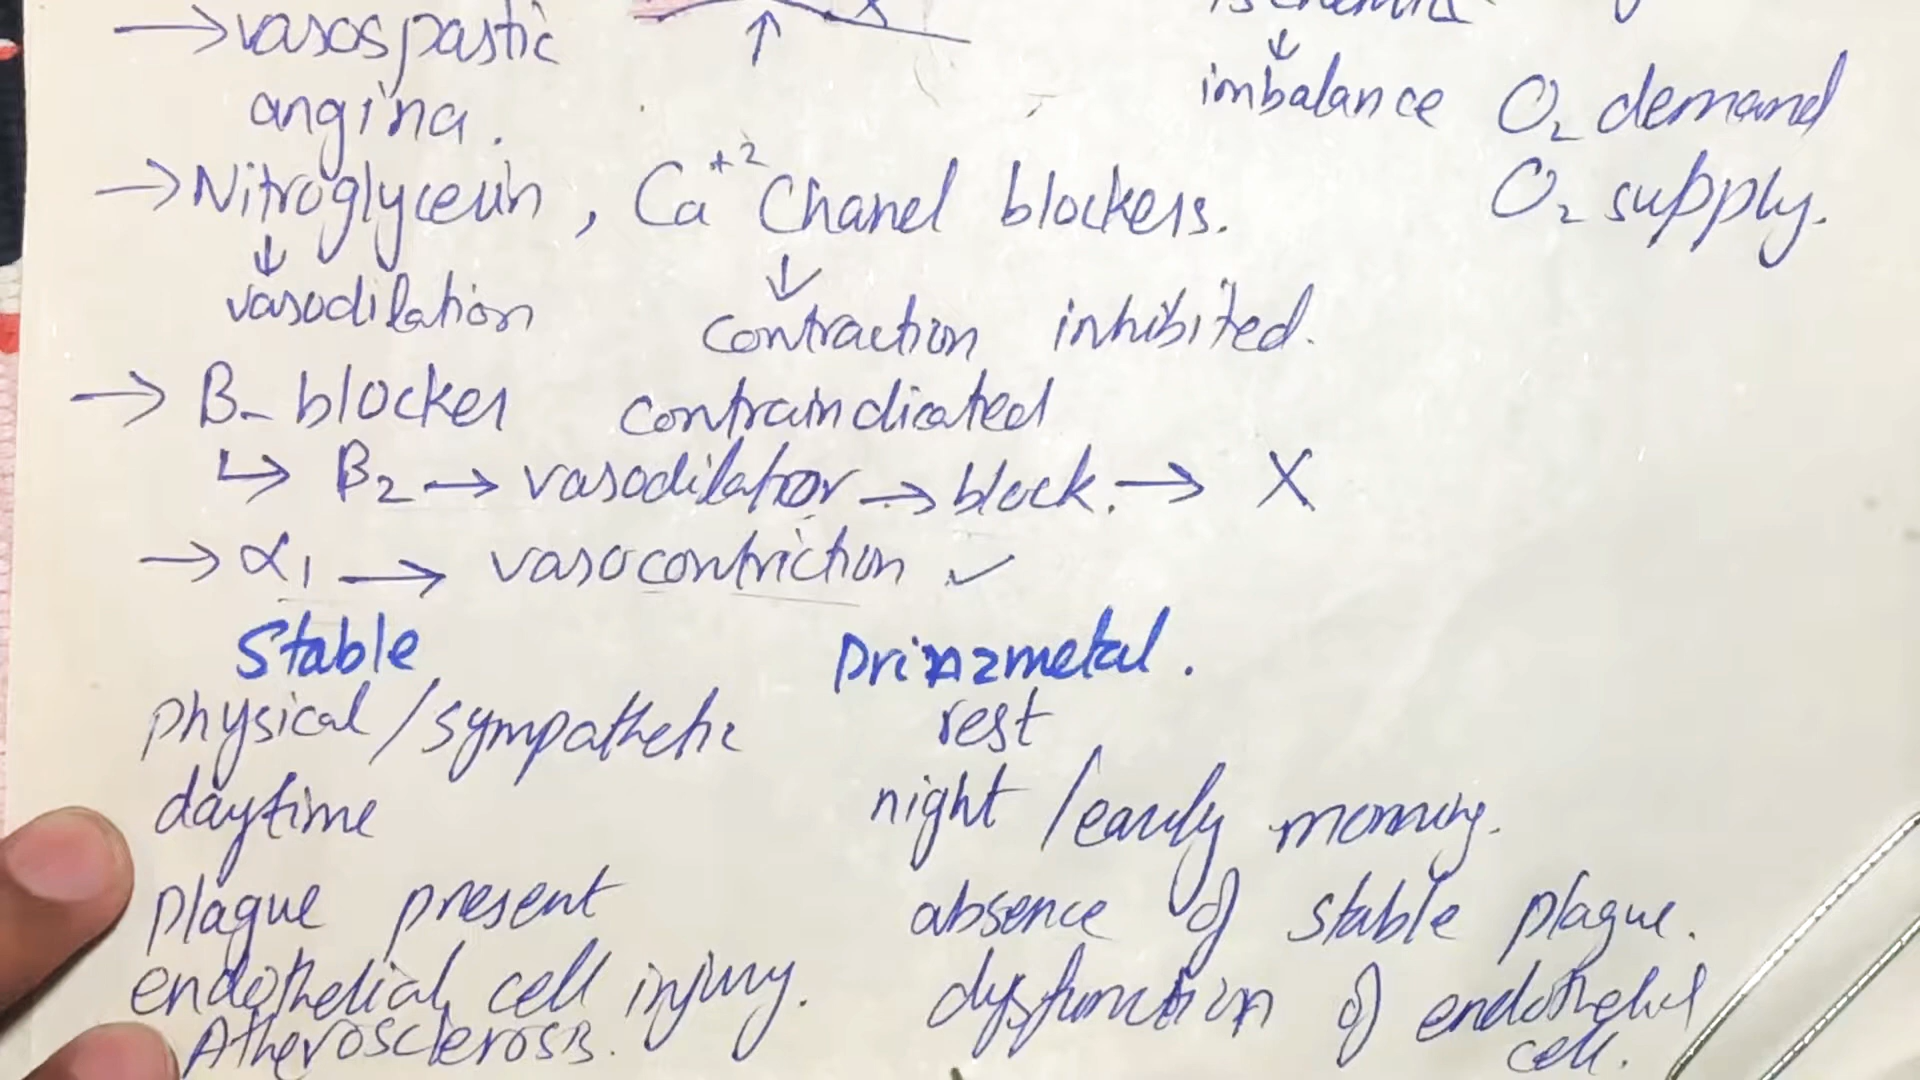 → vasospastic
angina.
imbalance O₂ demand
O₂ supply.
→ Nitroglycerin, Ca⁺² Chanel blockers.
↓ ↓
vasodilation contraction inhibited.
→ B-blocker contraindicated
↳ B₂ → vasodilator → block. → X
→ α₁ → vasocontriction ✓
Stable Prinzmetal.
physical/sympathetic rest
daytime night/early morning.
plaque present absence of stable plaque.
endothelial cell injury. dysfunction of endothelial
Atherosclerosis. cell.